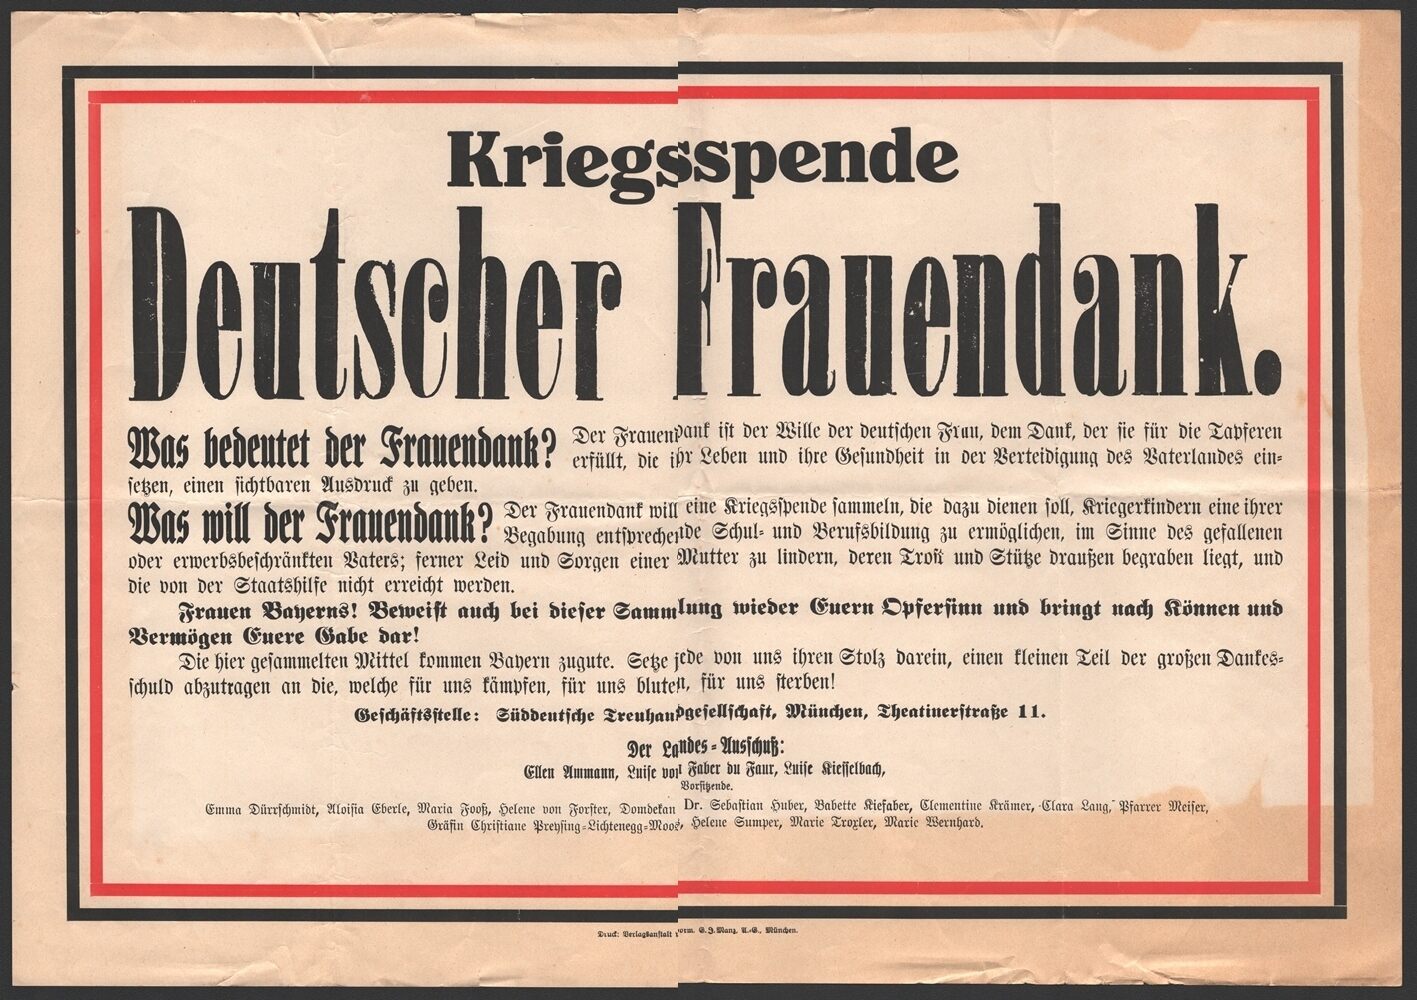 Kriegsspende
Deutscher Frauendank.
Was bedeutet der Frauendank? Der Frauendank ist der Wille der deutschen Frau, dem Dank, der sie für die Tapferen
erfüllt, die ihr Leben und ihre Gesundheit in der Verteidigung des Vaterlandes ein-
setzen, einen sichtbaren Ausdruck zu geben.
Was will der Frauendank? Der Frauendank will eine Kriegsspende sammeln, die dazu dienen soll, Kriegerkindern eine ihrer
Begabung entsprechende Schul- und Berufsbildung zu ermöglichen, im Sinne des gefallenen
oder erwerbsbeschränkten Vaters; ferner Leid und Sorgen einer Mutter zu lindern, deren Trost und Stütze draußen begraben liegt, und
die von der Staatshilfe nicht erreicht werden.
Frauen Bayerns! Beweist auch bei dieser Sammlung wieder Euern Opfersinn und bringt nach Können und
Vermögen Euere Gabe dar!
Die hier gesammelten Mittel kommen Bayern zugute. Setze jede von uns ihren Stolz darein, einen kleinen Teil der großen Dankes-
schuld abzutragen an die, welche für uns kämpfen, für uns bluten, für uns sterben!
Geschäftsstelle: Süddeutsche Treuhandgesellschaft, München, Theatinerstraße 11.
Der Landes-Ausschuß:
Ellen Ammann, Luise von Faber du Faur, Luise Kiesselbach,
Vorsitzende.
Emma Dürrschmidt, Aloisia Eberle, Maria Fooß, Helene von Forster, Domdekan Dr. Sebastian Huber, Babette Kiefaber, Clementine Krämer, Clara Lang, Pfarrer Meiser,
Gräfin Christiane Preysing-Lichtenegg-Moos, Helene Sumper, Marie Troxler, Marie Wernhard.
Druck: Verlagsanstalt vorm. G. J. Manz, A.-G., München.